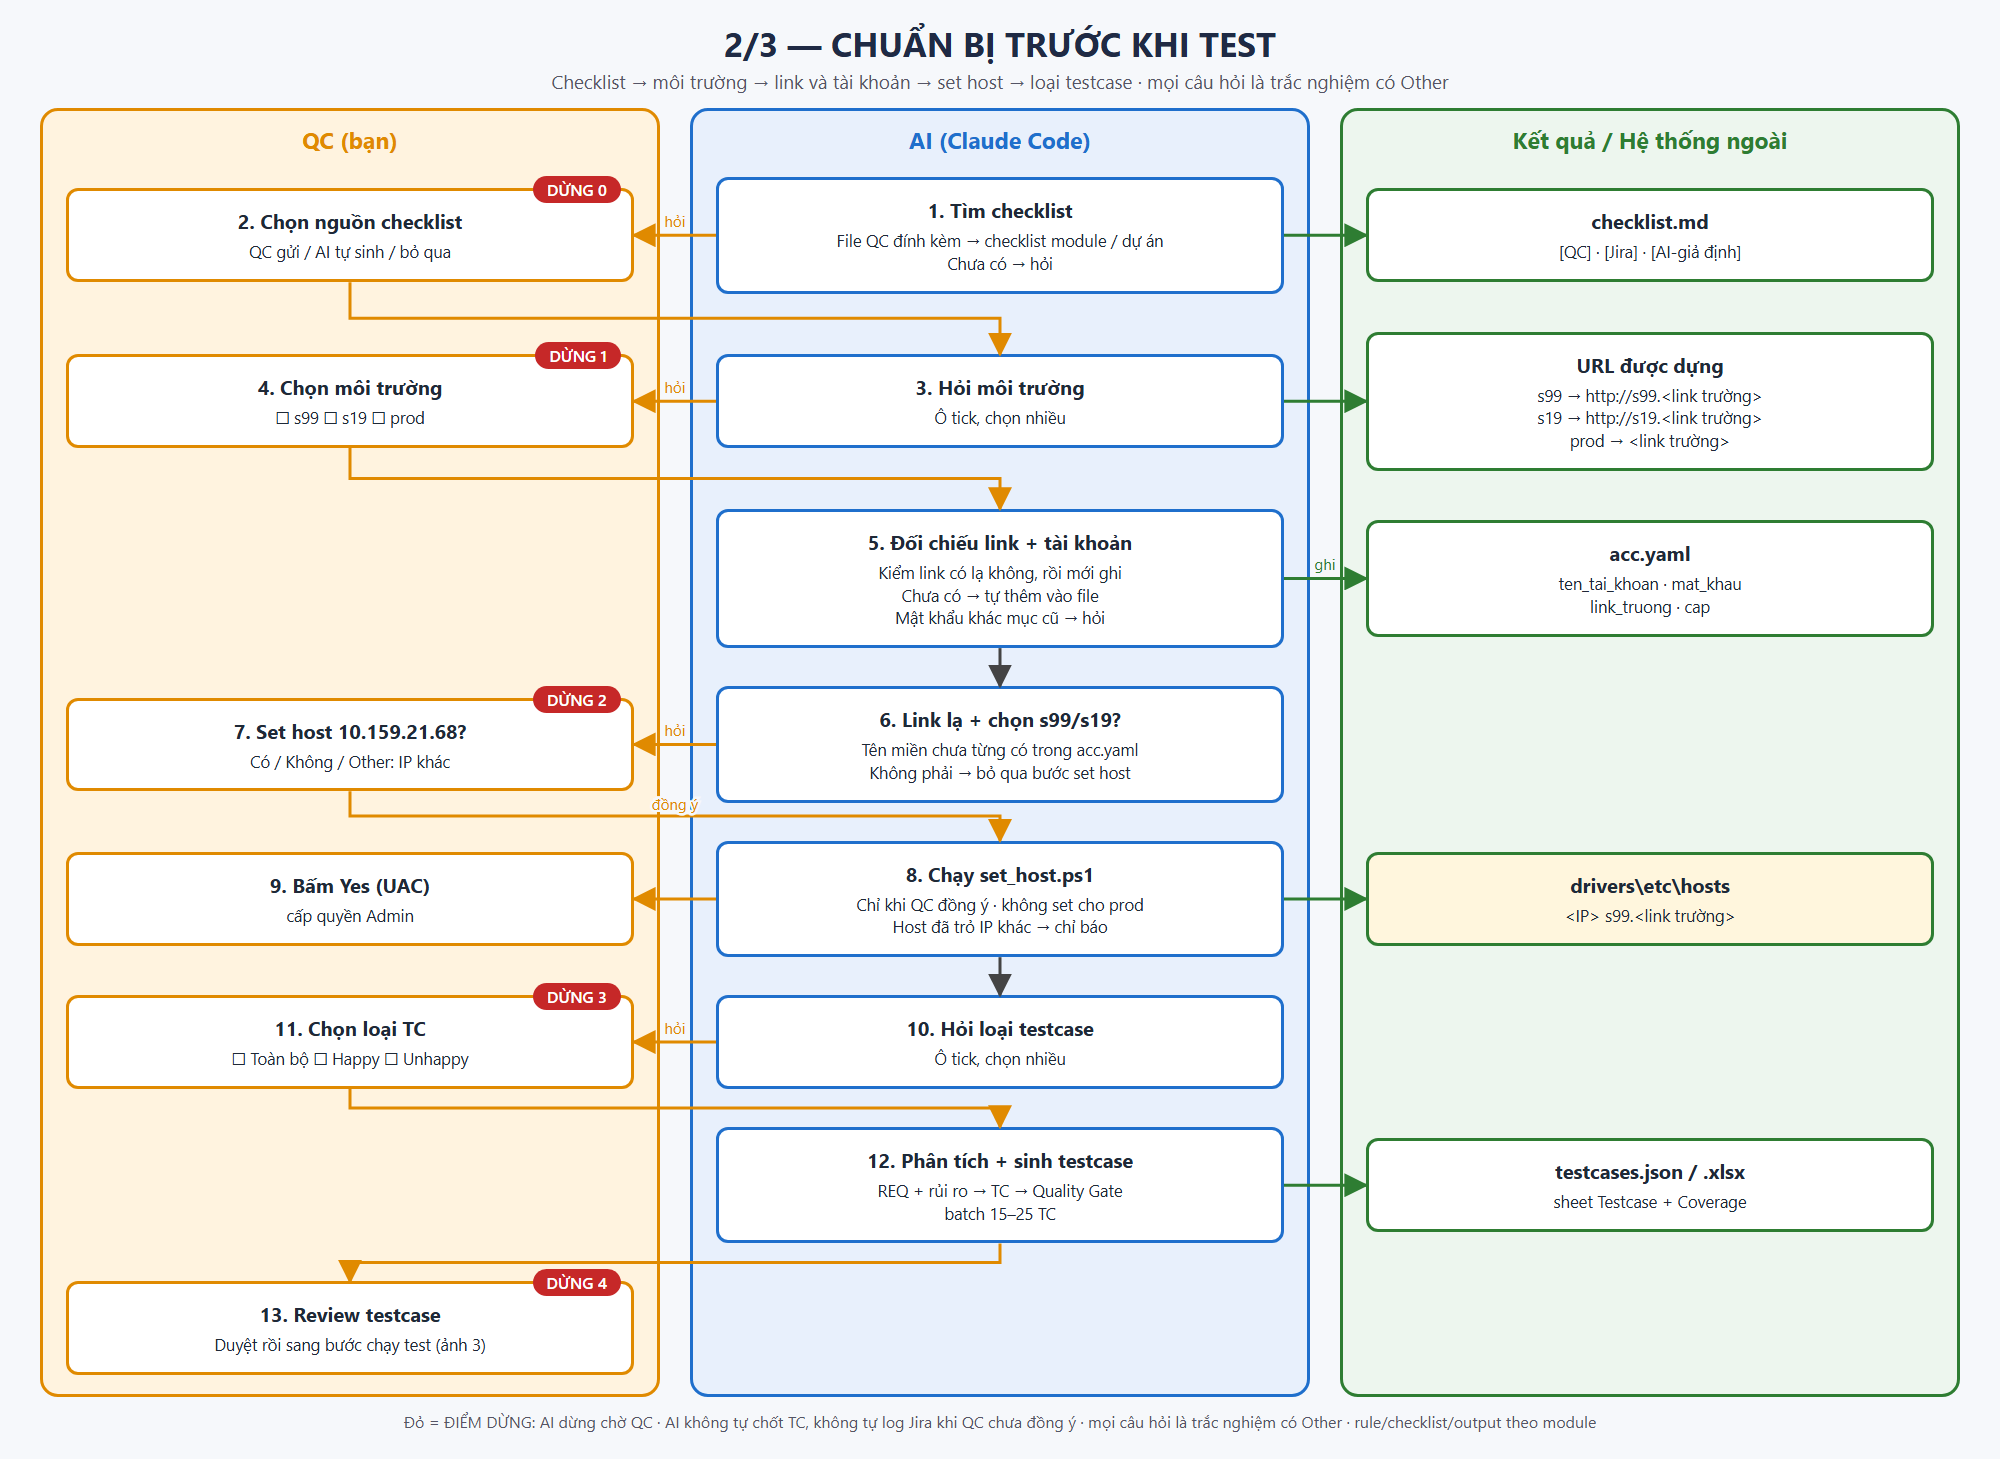 2/3 — CHUẨN BỊ TRƯỚC KHI TEST
Checklist → môi trường → link và tài khoản → set host → loại testcase · mọi câu hỏi là trắc nghiệm có Other
QC (bạn)
AI (Claude Code)
Kết quả / Hệ thống ngoài
DỪNG 0
2. Chọn nguồn checklist
QC gửi / AI tự sinh / bỏ qua
hỏi
1. Tìm checklist
File QC đính kèm → checklist module / dự án
Chưa có → hỏi
checklist.md
[QC] · [Jira] · [AI-giả định]
DỪNG 1
4. Chọn môi trường
☐ s99 ☐ s19 ☐ prod
hỏi
3. Hỏi môi trường
Ô tick, chọn nhiều
URL được dựng
s99 → http://s99.<link trường>
s19 → http://s19.<link trường>
prod → <link trường>
5. Đối chiếu link + tài khoản
Kiểm link có lạ không, rồi mới ghi
Chưa có → tự thêm vào file
Mật khẩu khác mục cũ → hỏi
ghi
acc.yaml
ten_tai_khoan · mat_khau
link_truong · cap
DỪNG 2
7. Set host 10.159.21.68?
Có / Không / Other: IP khác
hỏi
6. Link lạ + chọn s99/s19?
Tên miền chưa từng có trong acc.yaml
Không phải → bỏ qua bước set host
đồng ý
9. Bấm Yes (UAC)
cấp quyền Admin
8. Chạy set_host.ps1
Chỉ khi QC đồng ý · không set cho prod
Host đã trỏ IP khác → chỉ báo
drivers\etc\hosts
<IP> s99.<link trường>
DỪNG 3
11. Chọn loại TC
☐ Toàn bộ ☐ Happy ☐ Unhappy
hỏi
10. Hỏi loại testcase
Ô tick, chọn nhiều
12. Phân tích + sinh testcase
REQ + rủi ro → TC → Quality Gate
batch 15–25 TC
testcases.json / .xlsx
sheet Testcase + Coverage
DỪNG 4
13. Review testcase
Duyệt rồi sang bước chạy test (ảnh 3)
Đỏ = ĐIỂM DỪNG: AI dừng chờ QC · AI không tự chốt TC, không tự log Jira khi QC chưa đồng ý · mọi câu hỏi là trắc nghiệm có Other · rule/checklist/output theo module